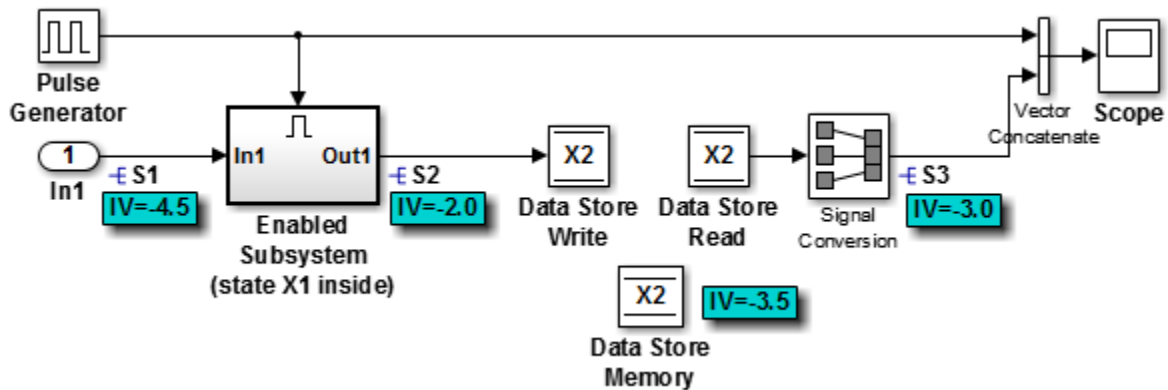 Pulse
Generator
1
In1
S1
IV=-4.5
In1
Out1
Enabled
Subsystem
(state X1 inside)
S2
IV=-2.0
X2
Data Store
Write
X2
Data Store
Read
Signal
Conversion
S3
IV=-3.0
Vector
Concatenate
Scope
X2
IV=-3.5
Data Store
Memory